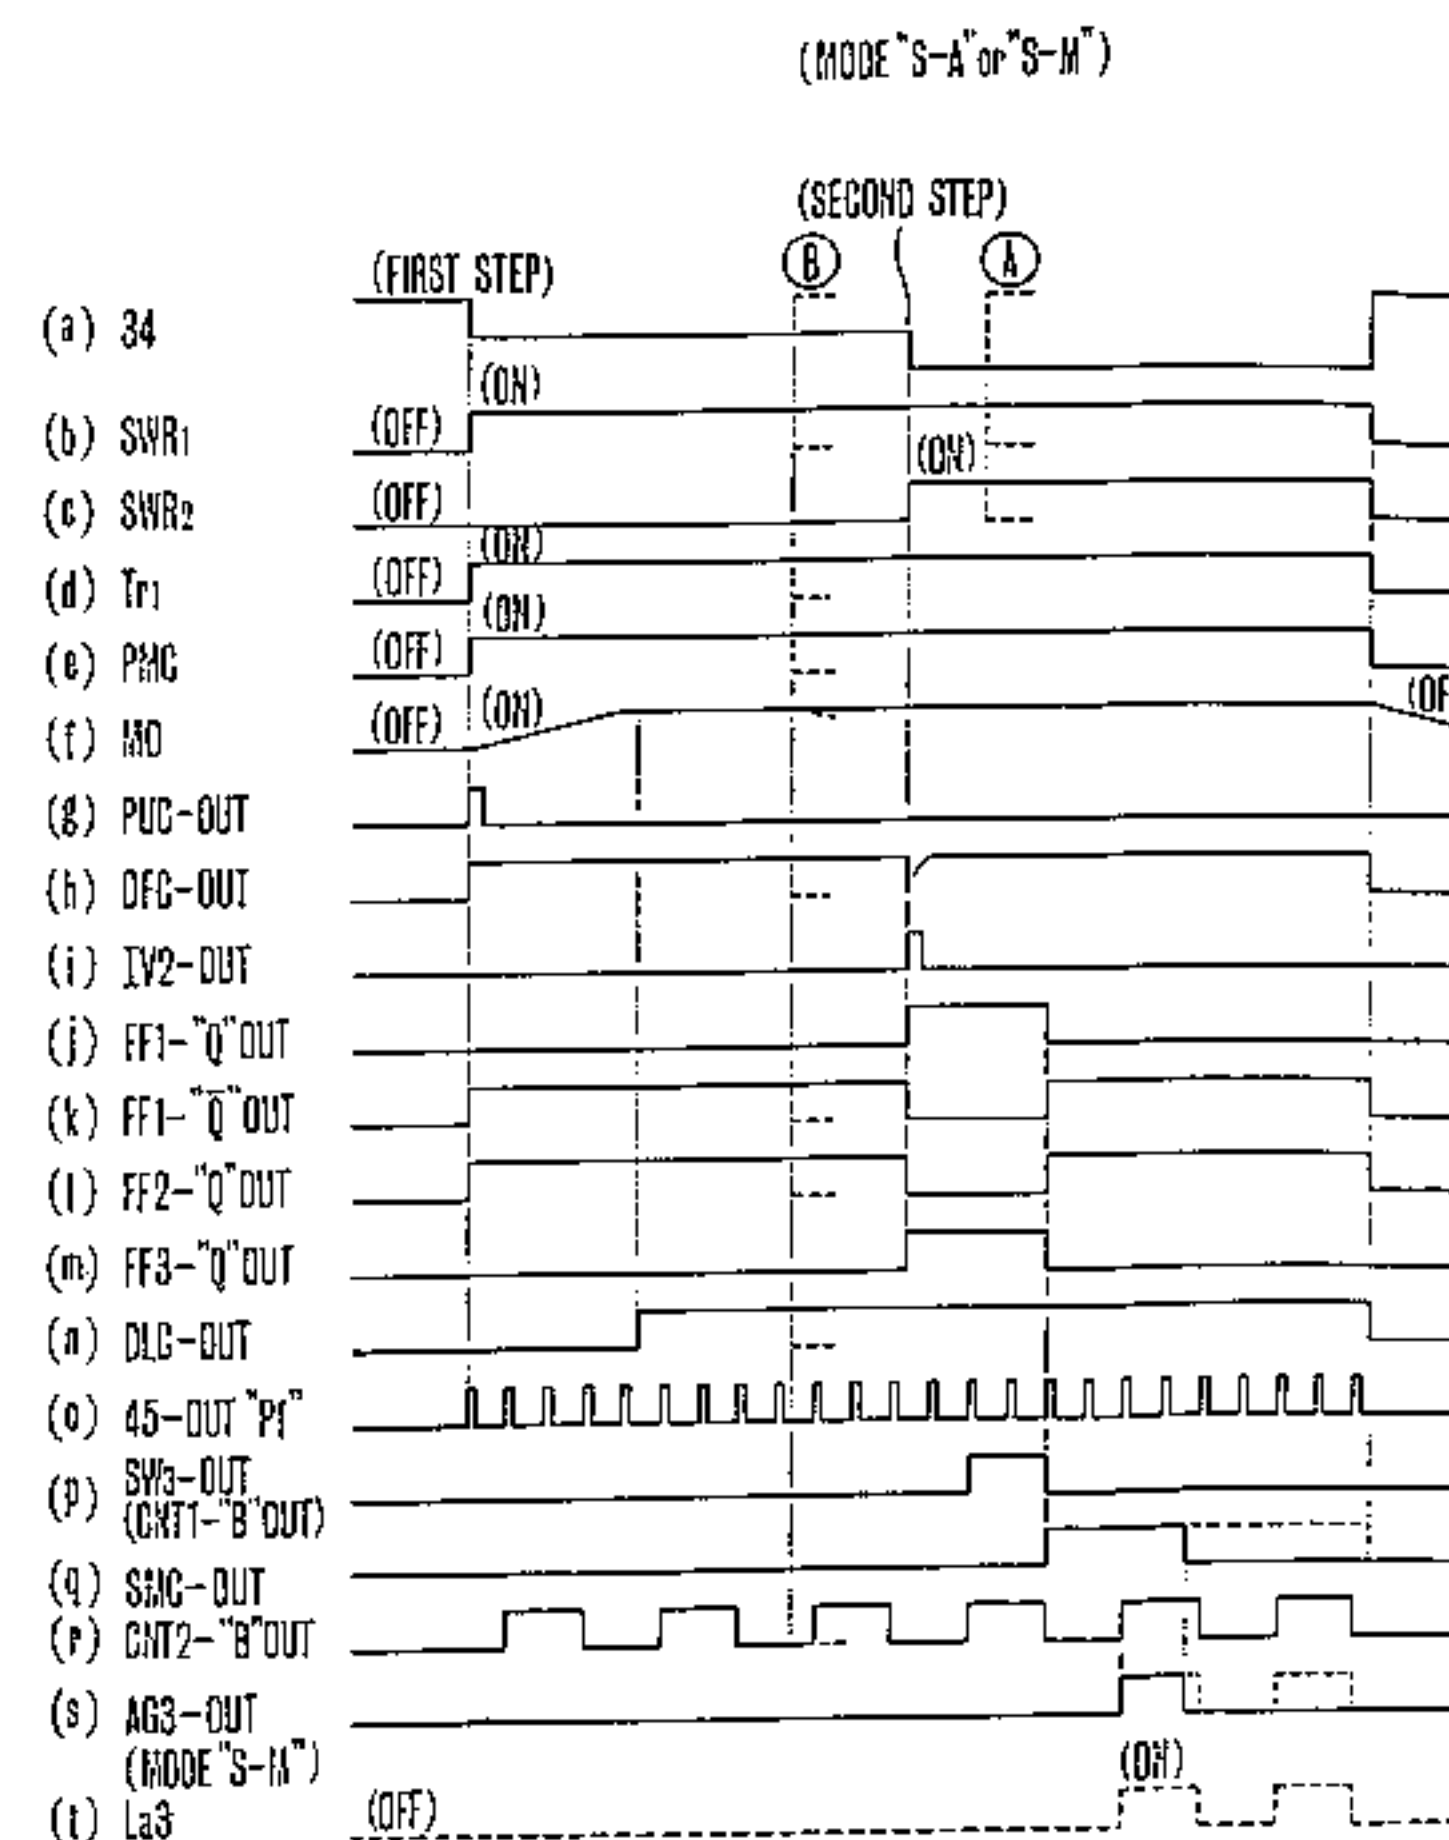 (MODE "S-A" or "S-M")
(SECOND STEP)
(FIRST STEP) B A
(a) 34
(ON)
(b) SWR1 (OFF) (ON)
(c) SWR2 (OFF)
(ON)
(d) Tr1 (OFF) (ON)
(e) PMC (OFF)
(f) MO (OFF) (ON) (OF
(g) PUC-OUT
(h) DFC-OUT
(i) IV2-OUT
(j) FF1-"Q"OUT
(k) FF1-"Q̅"OUT
(l) FF2-"Q"OUT
(m) FF3-"Q"OUT
(n) DLC-OUT
(o) 45-OUT "Pf"
(p) SW3-OUT
(CNT1-"B"OUT)
(q) SMC-OUT
(r) CNT2-"B"OUT
(s) AG3-OUT
(MODE "S-M") (ON)
(t) La3 (OFF)